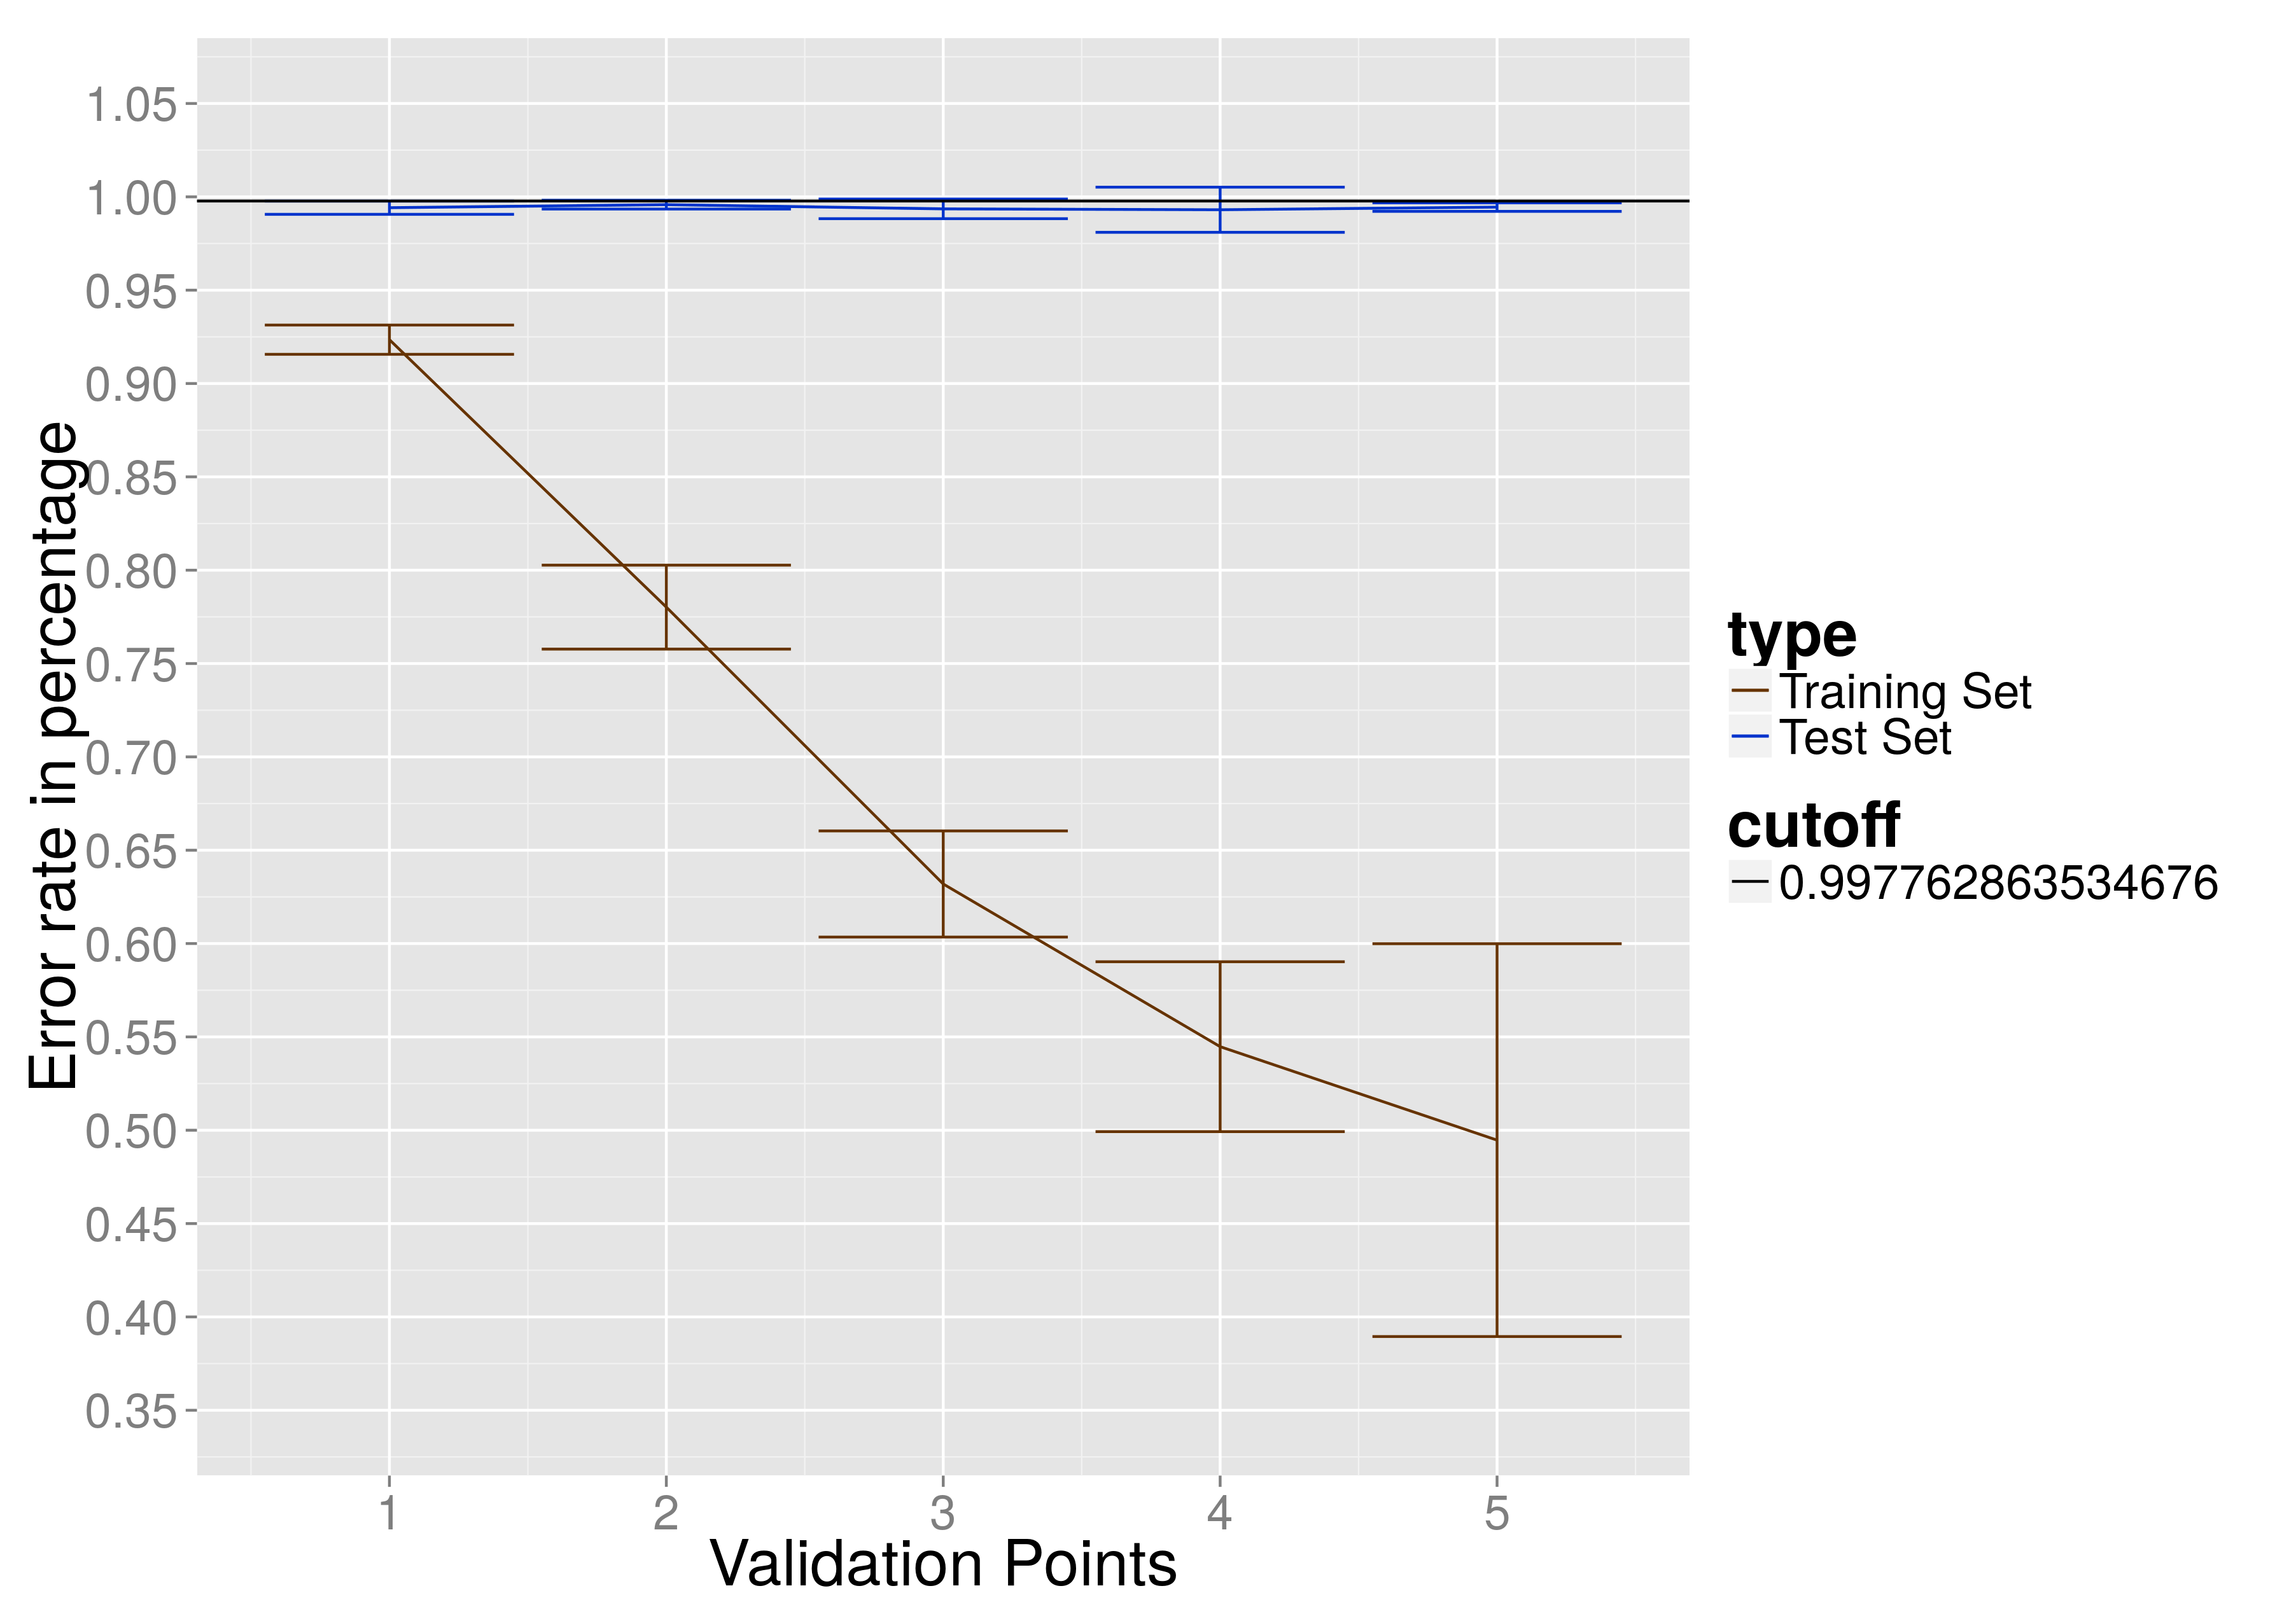 1.05
1.00
0.95
0.90
0.85
0.80
0.75
0.70
0.65
0.60
0.55
0.50
0.45
0.40
0.35
Error rate in percentage
1 2 3 4 5
Validation Points
type
Training Set
Test Set
cutoff
0.997762863534676